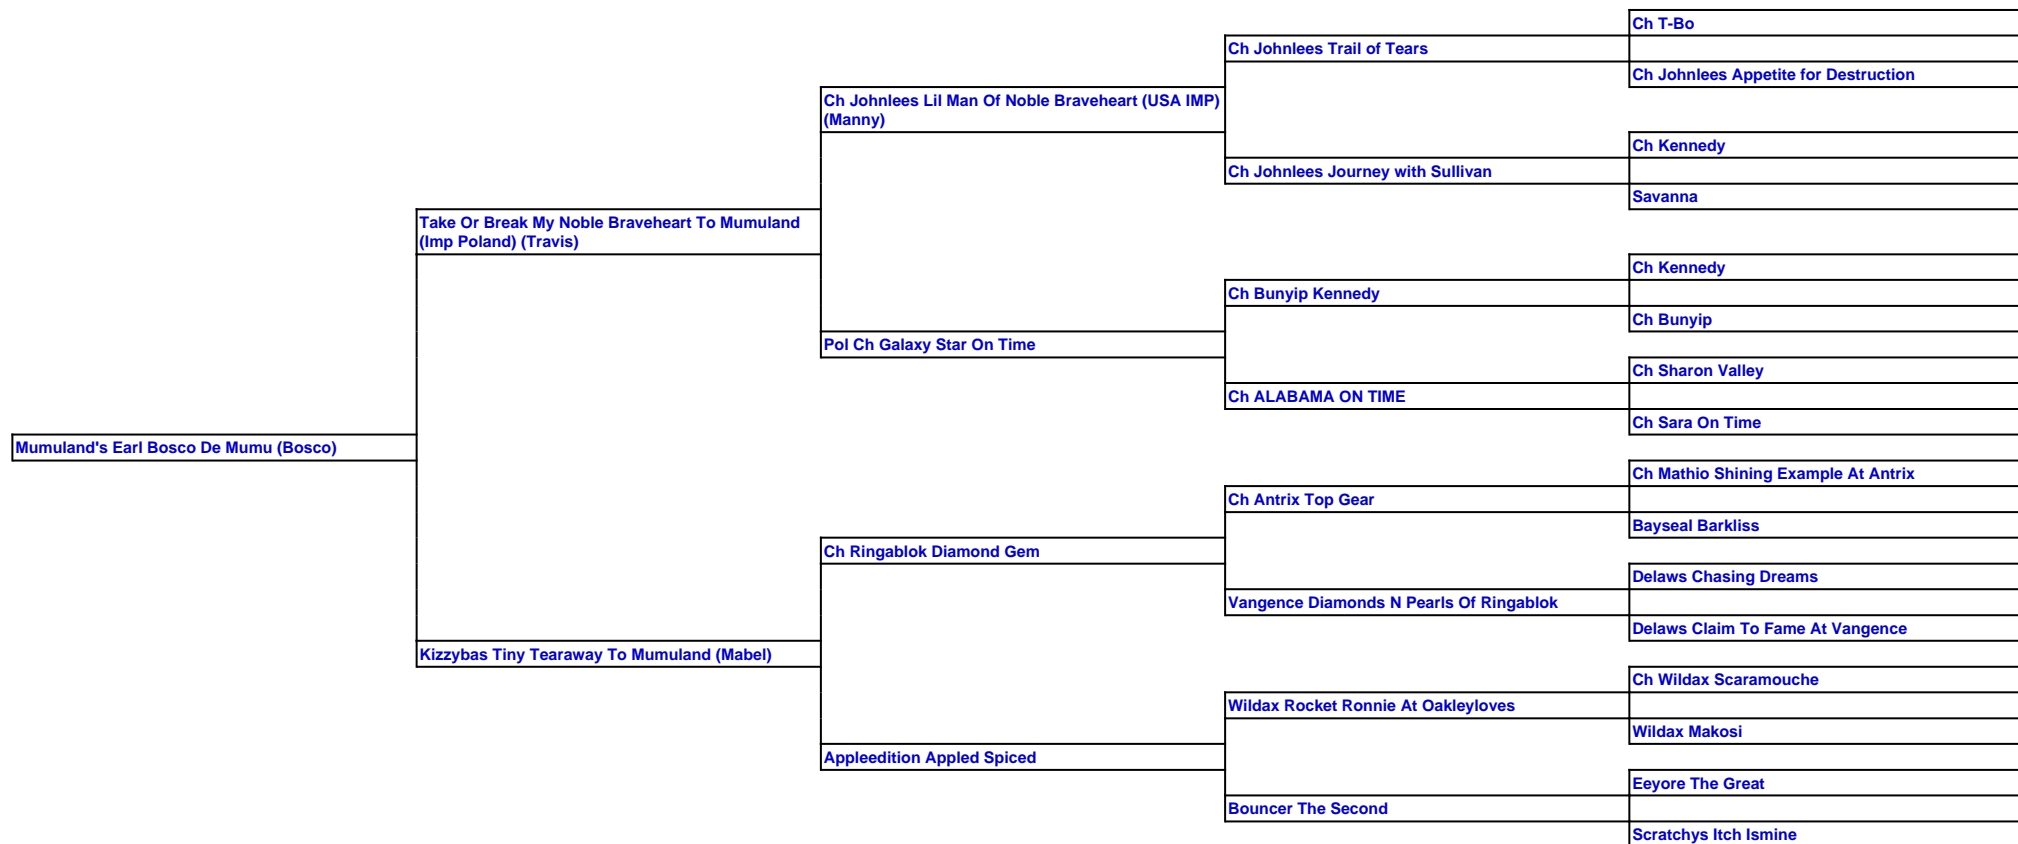 Ch T-Bo
Ch Johnlees Trail of Tears
Ch Johnlees Appetite for Destruction
Ch Johnlees Lil Man Of Noble Braveheart (USA IMP)
(Manny)
Ch Kennedy
Ch Johnlees Journey with Sullivan
Savanna
Take Or Break My Noble Braveheart To Mumuland
(Imp Poland) (Travis)
Ch Kennedy
Ch Bunyip Kennedy
Ch Bunyip
Pol Ch Galaxy Star On Time
Ch Sharon Valley
Ch ALABAMA ON TIME
Ch Sara On Time
Mumuland's Earl Bosco De Mumu (Bosco)
Ch Mathio Shining Example At Antrix
Ch Antrix Top Gear
Bayseal Barkliss
Ch Ringablok Diamond Gem
Delaws Chasing Dreams
Vangence Diamonds N Pearls Of Ringablok
Delaws Claim To Fame At Vangence
Kizzybas Tiny Tearaway To Mumuland (Mabel)
Ch Wildax Scaramouche
Wildax Rocket Ronnie At Oakleyloves
Wildax Makosi
Appleedition Appled Spiced
Eeyore The Great
Bouncer The Second
Scratchys Itch Ismine